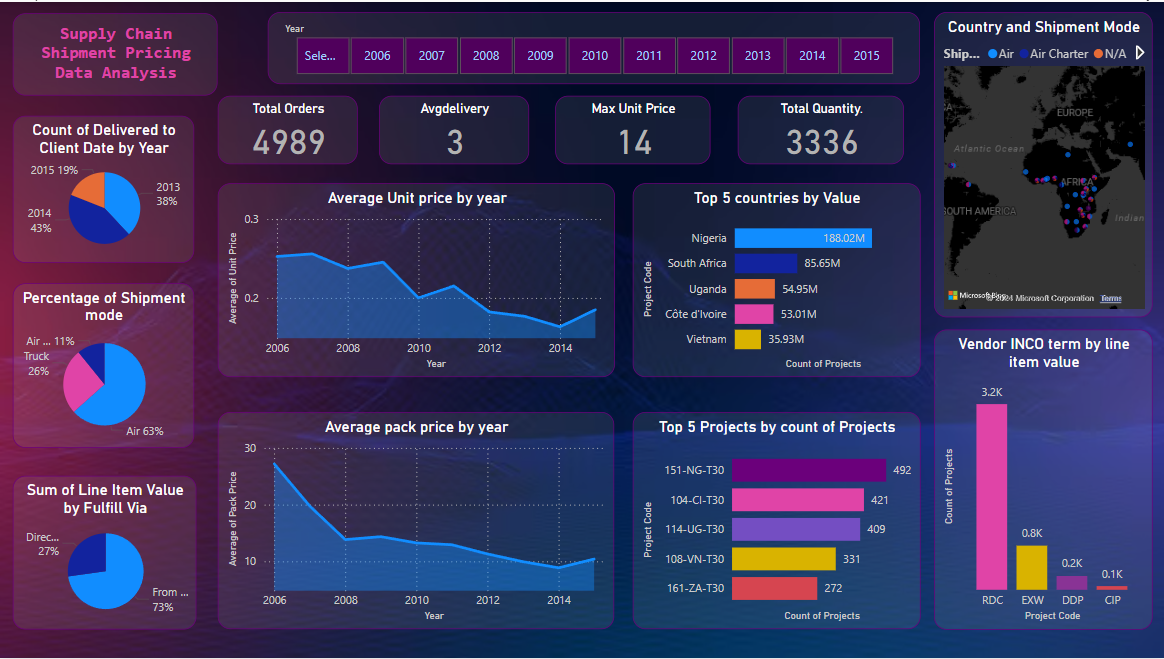 Supply Chain
Shipment Pricing
Data Analysis
Year
Sele...
2006
2007
2008
2009
2010
2011
2012
2013
2014
2015
Total Orders
4989
Avgdelivery
3
Max Unit Price
14
Total Quantity.
3336
Country and Shipment Mode
Ship...
Air
Air Charter
N/A
EUROPE
Atlantic Ocean
AFRICA
SOUTH AMERICA
Indian
Microsoft Bing
© 2024 Microsoft Corporation
Terms
Count of Delivered to
Client Date by Year
2015 19%
2013
38%
2014
43%
Average Unit price by year
Average of Unit Price
0.3
0.2
2006
2008
2010
2012
2014
Year
Top 5 countries by Value
Project Code
Nigeria
188.02M
South Africa
85.65M
Uganda
54.95M
Côte d'Ivoire
53.01M
Vietnam
35.93M
Count of Projects
Percentage of Shipment
mode
Air ... 11%
Truck
26%
Air 63%
Vendor INCO term by line
item value
Count of Projects
3.2K
0.8K
0.2K
0.1K
RDC
EXW
DDP
CIP
Project Code
Average pack price by year
Average of Pack Price
30
20
10
2006
2008
2010
2012
2014
Year
Top 5 Projects by count of Projects
Project Code
151-NG-T30
492
104-CI-T30
421
114-UG-T30
409
108-VN-T30
331
161-ZA-T30
272
Count of Projects
Sum of Line Item Value
by Fulfill Via
Direc...
27%
From ...
73%